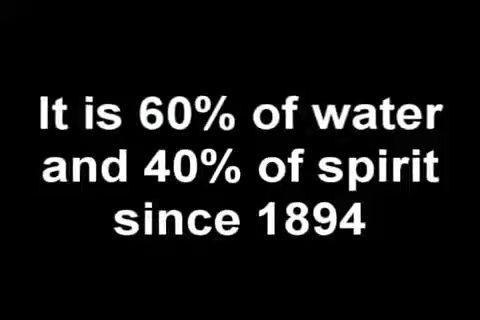 It is 60% of water
and 40% of spirit
since 1894